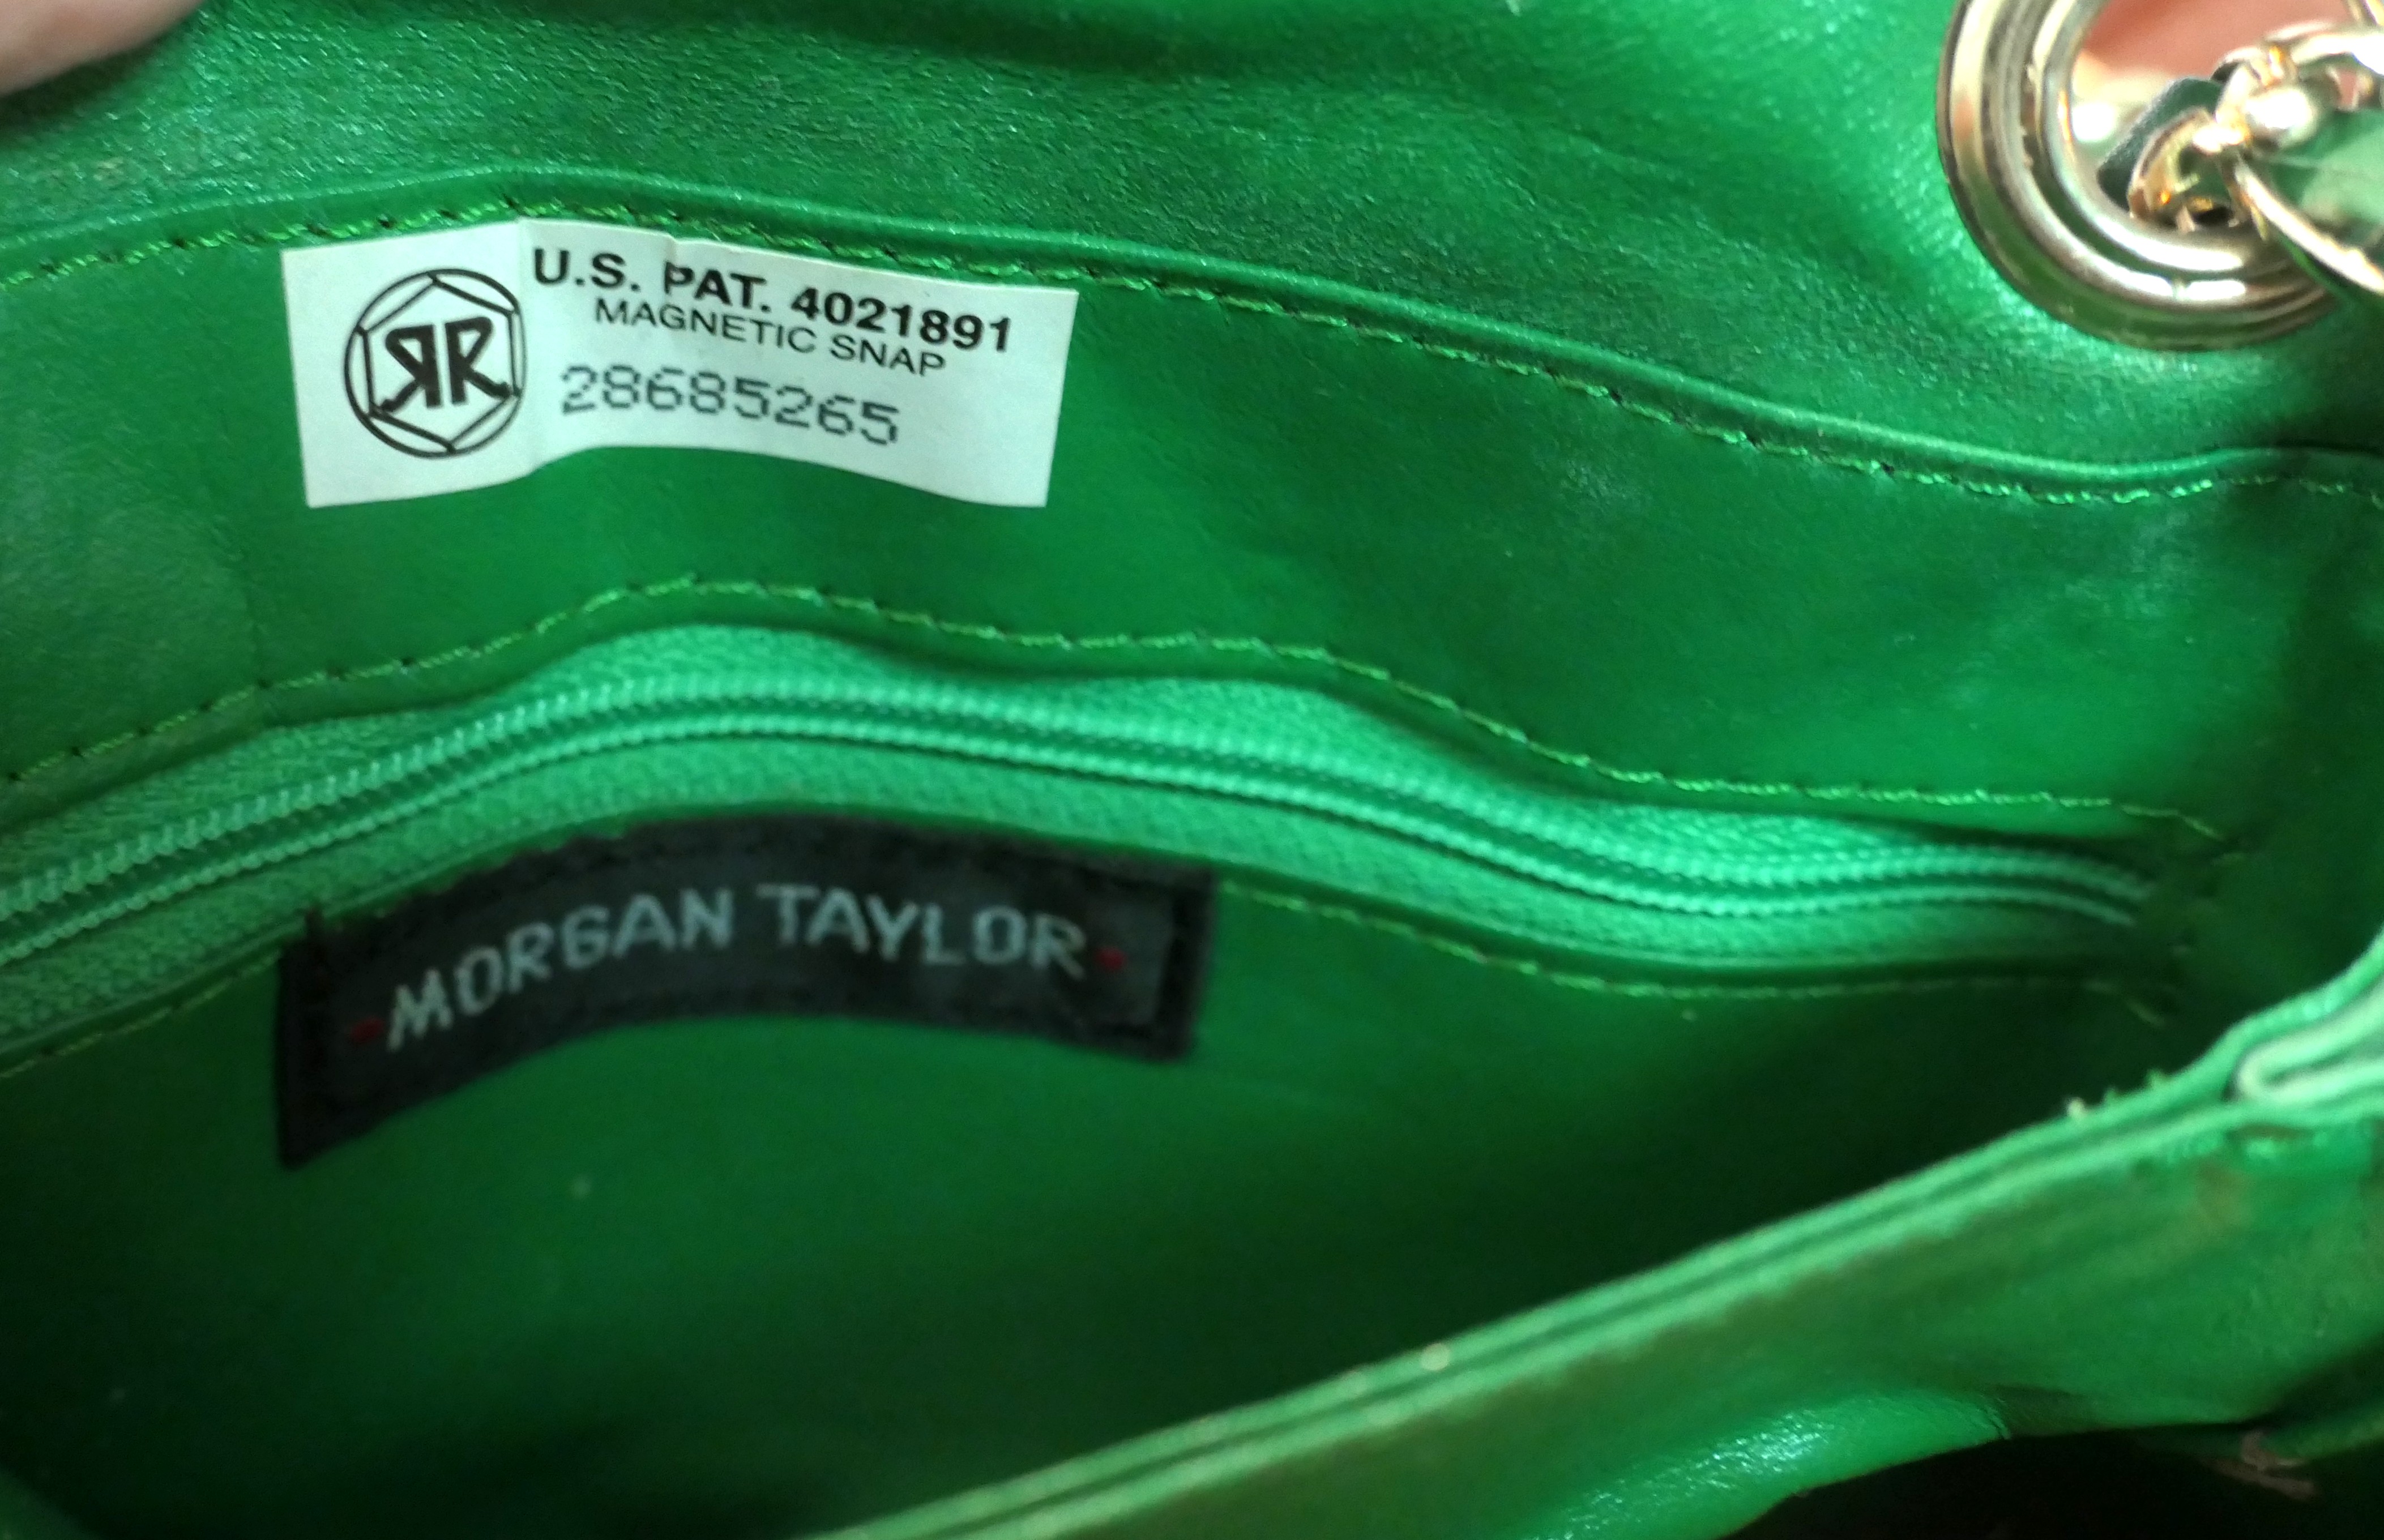 U.S. PAT. 4021891
MAGNETIC SNAP
RR
28685265
MORGAN TAYLOR